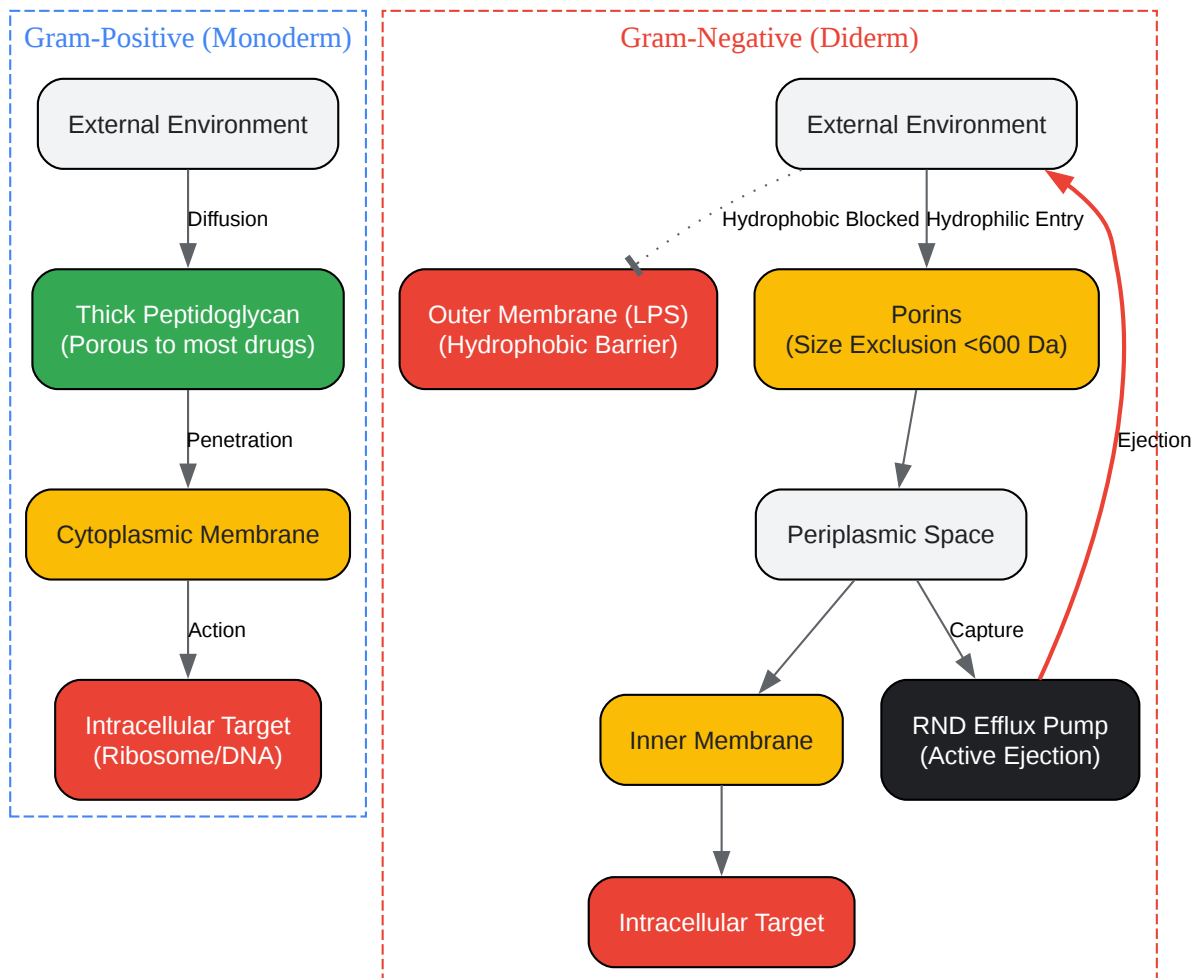 Gram-Positive (Monoderm)
External Environment
Diffusion
Thick Peptidoglycan
(Porous to most drugs)
Penetration
Cytoplasmic Membrane
Action
Intracellular Target
(Ribosome/DNA)
Gram-Negative (Diderm)
External Environment
Hydrophobic Blocked
Hydrophilic Entry
Outer Membrane (LPS)
(Hydrophobic Barrier)
Porins
(Size Exclusion <600 Da)
Ejection
Periplasmic Space
Capture
Inner Membrane
RND Efflux Pump
(Active Ejection)
Intracellular Target